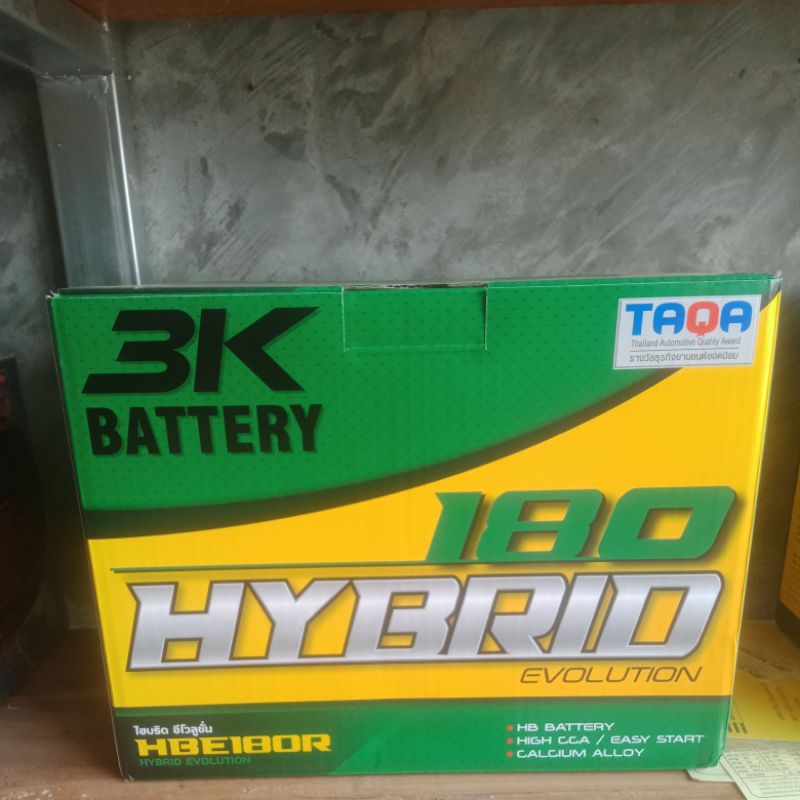 3K
BATTERY
TAQA
Thailand Automotive Quality Award
รางวัลธุรกิจยานยนต์ยอดนิยม
180
HYBRID
EVOLUTION
ไฮบริด อีโวลูชั่น
HBE180R
HYBRID EVOLUTION
HB BATTERY
HIGH CCA / EASY START
CALCIUM ALLOY